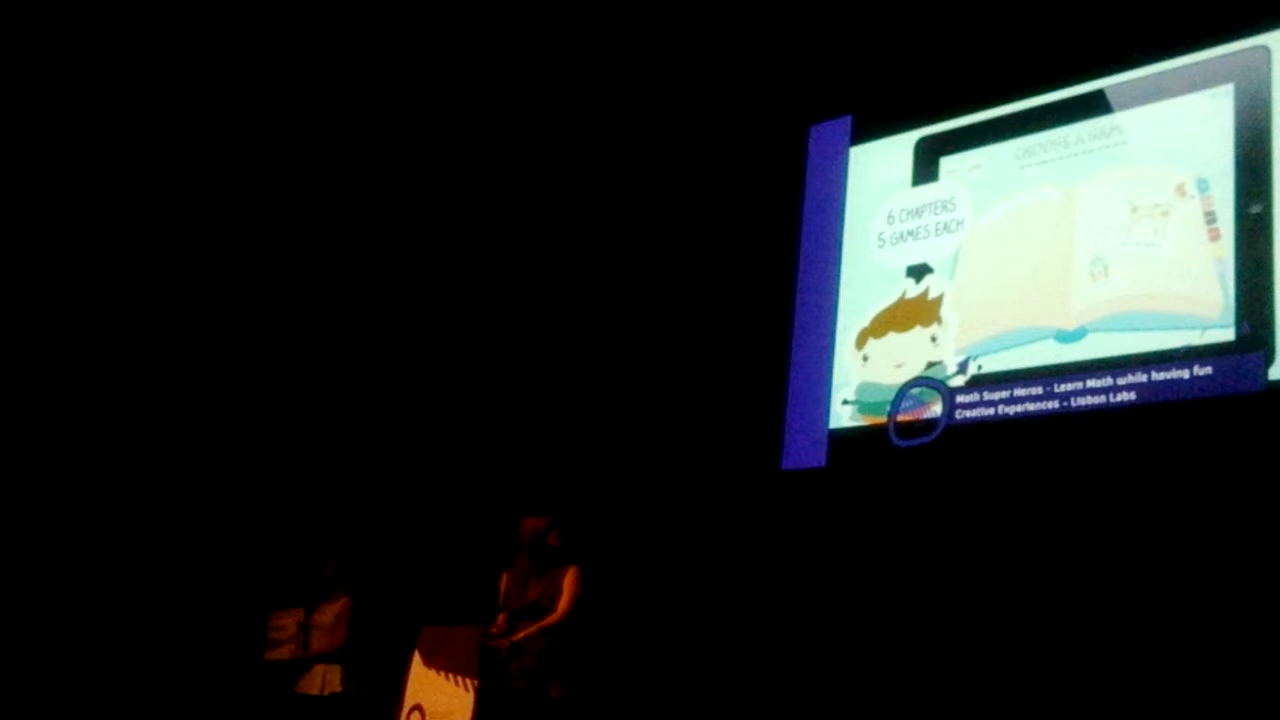 CHOOSE A GAME
6 CHAPTERS
5 GAMES EACH
Math Super Heros - Learn Math while having fun
Creative Experiences - Lisbon Labs